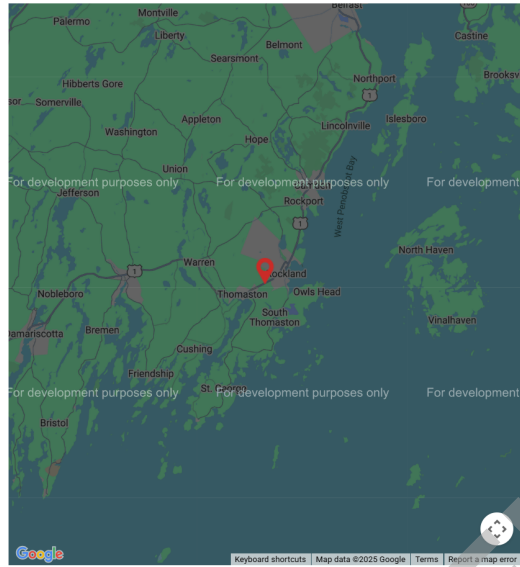 Montville
Belfast
Palermo
Liberty
Castine
Belmont
Searsmont
Northport
Brooksv
Hibberts Gore
1
sor
Somerville
Appleton
Islesboro
Lincolnville
Washington
Hope
Union
For development purposes only
For development purposes only
For development
Jefferson
Rockport
West Penobscot Bay
1
North Haven
Warren
1
ockland
Nobleboro
Thomaston
Owls Head
South
Thomaston
Vinalhaven
amariscotta
Bremen
Cushing
Friendship
St. George
For development purposes only
For development purposes only
For development
Bristol
Google
Keyboard shortcuts
Map data ©2025 Google
Terms
Report a map error